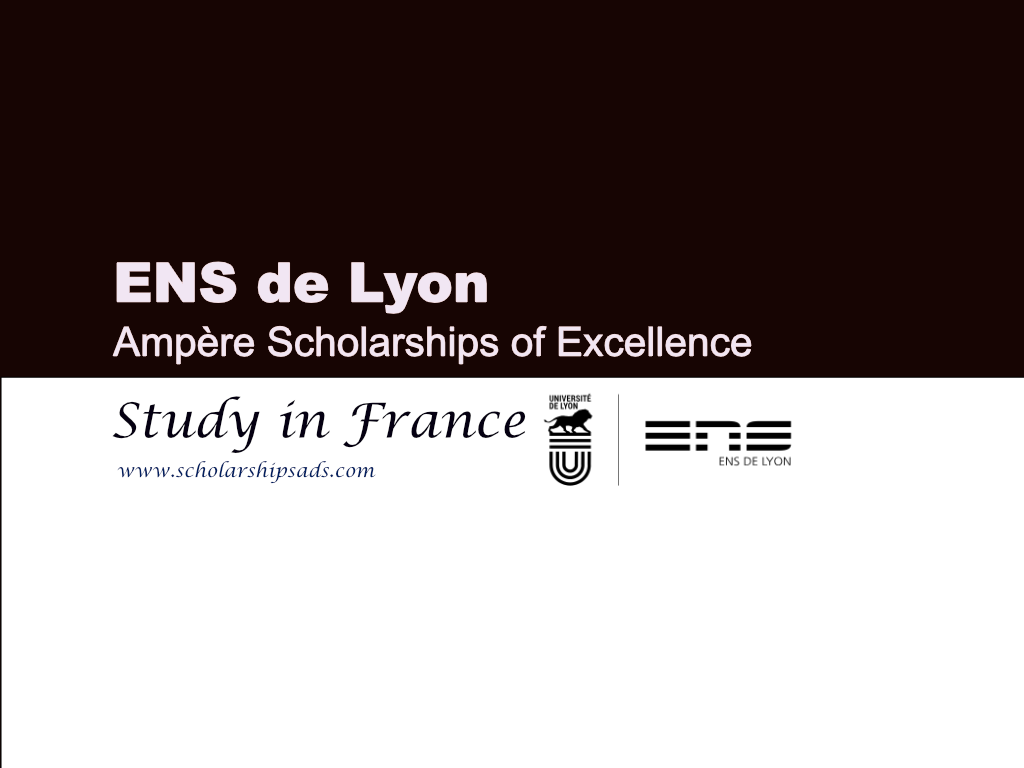 ENS de Lyon
Ampère Scholarships of Excellence
Study in France
www.scholarshipsads.com
UNIVERSITÉ
DE LYON
ens
ENS DE LYON